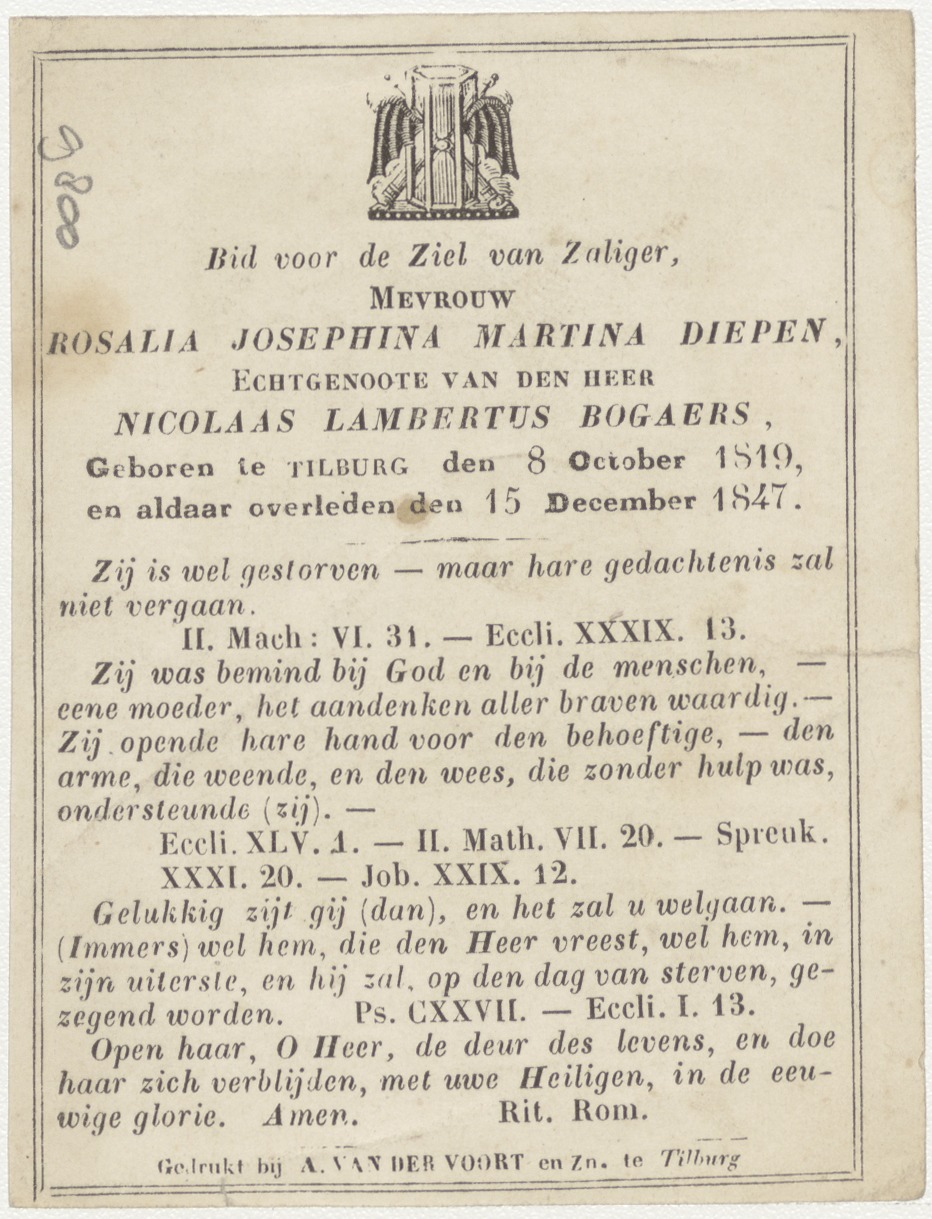 9800
Bid voor de Ziel van Zaliger,
MEVROUW
ROSALIA JOSEPHINA MARTINA DIEPEN,
ECHTGENOOTE VAN DEN HEER
NICOLAAS LAMBERTUS BOGAERS,
Geboren te TILBURG den 8 October 1819,
en aldaar overleden den 15 December 1847.
Zij is wel gestorven — maar hare gedachtenis zal
niet vergaan.
II. Mach: VI. 31. — Eccli. XXXIX. 13.
Zij was bemind bij God en bij de menschen, —
eene moeder, het aandenken aller braven waardig. —
Zij opende hare hand voor den behoeftige, — den
arme, die weende, en den wees, die zonder hulp was,
ondersteunde (zij). —
Eccli. XLV. 1. — II. Math. VII. 20. — Spreuk.
XXXI. 20. — Job. XXIX. 12.
Gelukkig zijt gij (dan), en het zal u welgaan. —
(Immers) wel hem, die den Heer vreest, wel hem, in
zijn uiterste, en hij zal, op den dag van sterven, ge-
zegend worden. Ps. CXXVII. — Eccli. I. 13.
Open haar, O Heer, de deur des levens, en doe
haar zich verblijden, met uwe Heiligen, in de eeu-
wige glorie. Amen. Rit. Rom.
Gedrukt bij A. VAN DER VOORT en Zn. te Tilburg